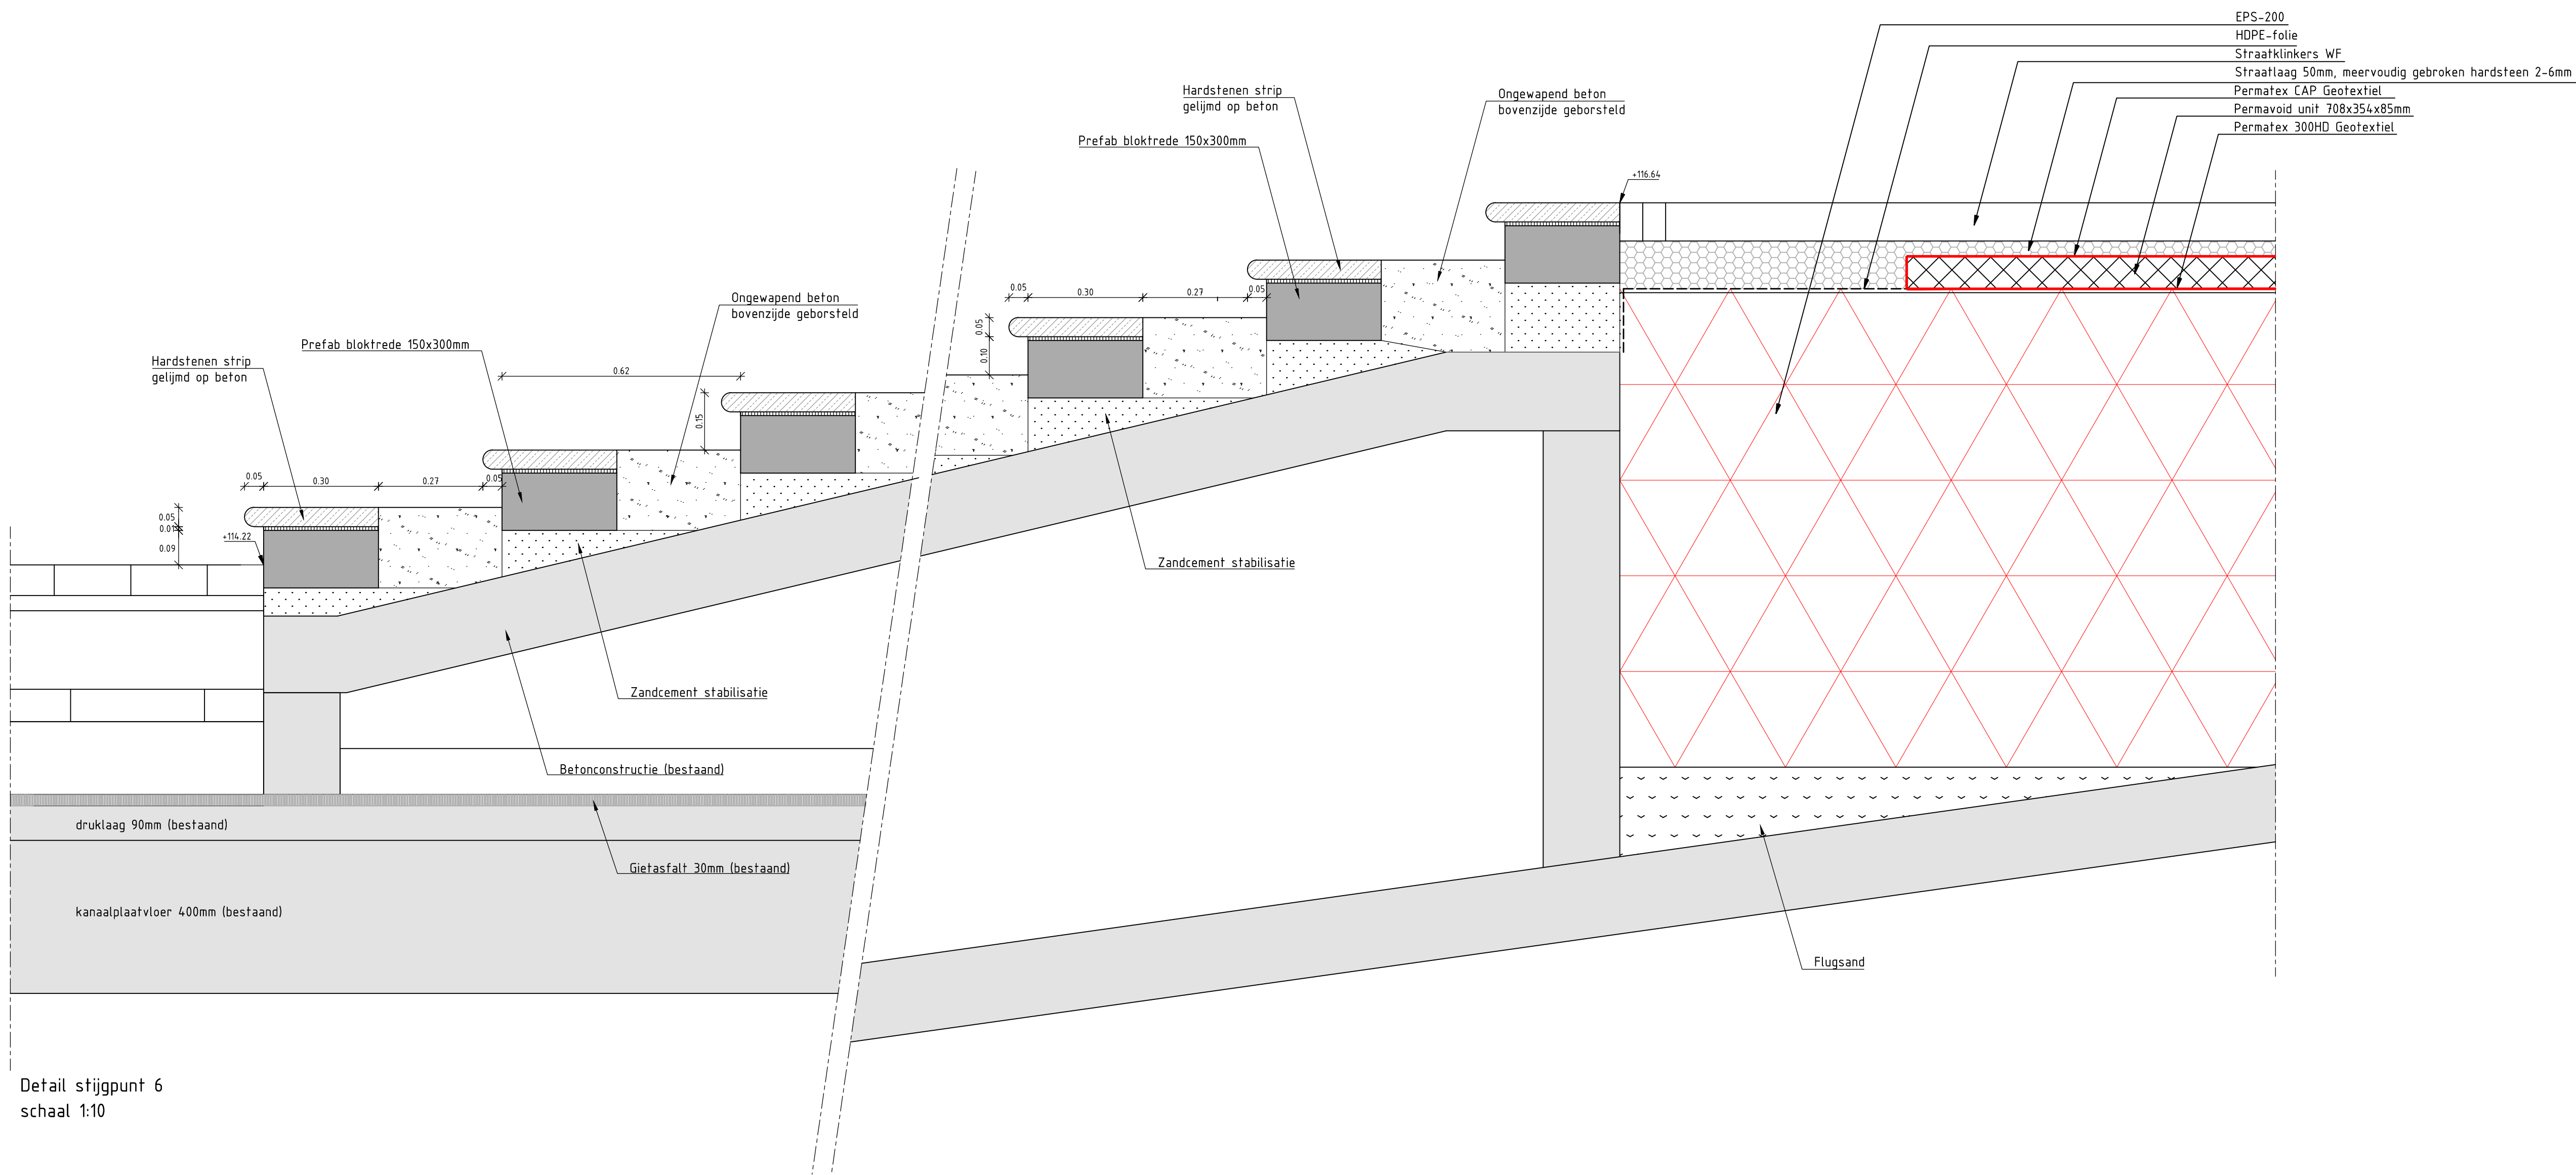 EPS-200
HDPE-folie
Straatklinkers WF
Straatlaag 50mm, meervoudig gebroken hardsteen 2-6mm
Permatex CAP Geotextiel
Permavoid unit 708x354x85mm
Permatex 300HD Geotextiel
Hardstenen strip
gelijmd op beton
Ongewapend beton
bovenzijde geborsteld
Prefab bloktrede 150x300mm
+116.64
0.05
0.30
0.27
0.05
0.05
0.10
Ongewapend beton
bovenzijde geborsteld
Prefab bloktrede 150x300mm
Hardstenen strip
gelijmd op beton
0.62
0.15
0.05
0.30
0.27
0.05
0.05
0.01
0.09
+114.22
Zandcement stabilisatie
Zandcement stabilisatie
Betonconstructie (bestaand)
druklaag 90mm (bestaand)
Gietasfalt 30mm (bestaand)
kanaalplaatvloer 400mm (bestaand)
Flugsand
Detail stijgpunt 6
schaal 1:10